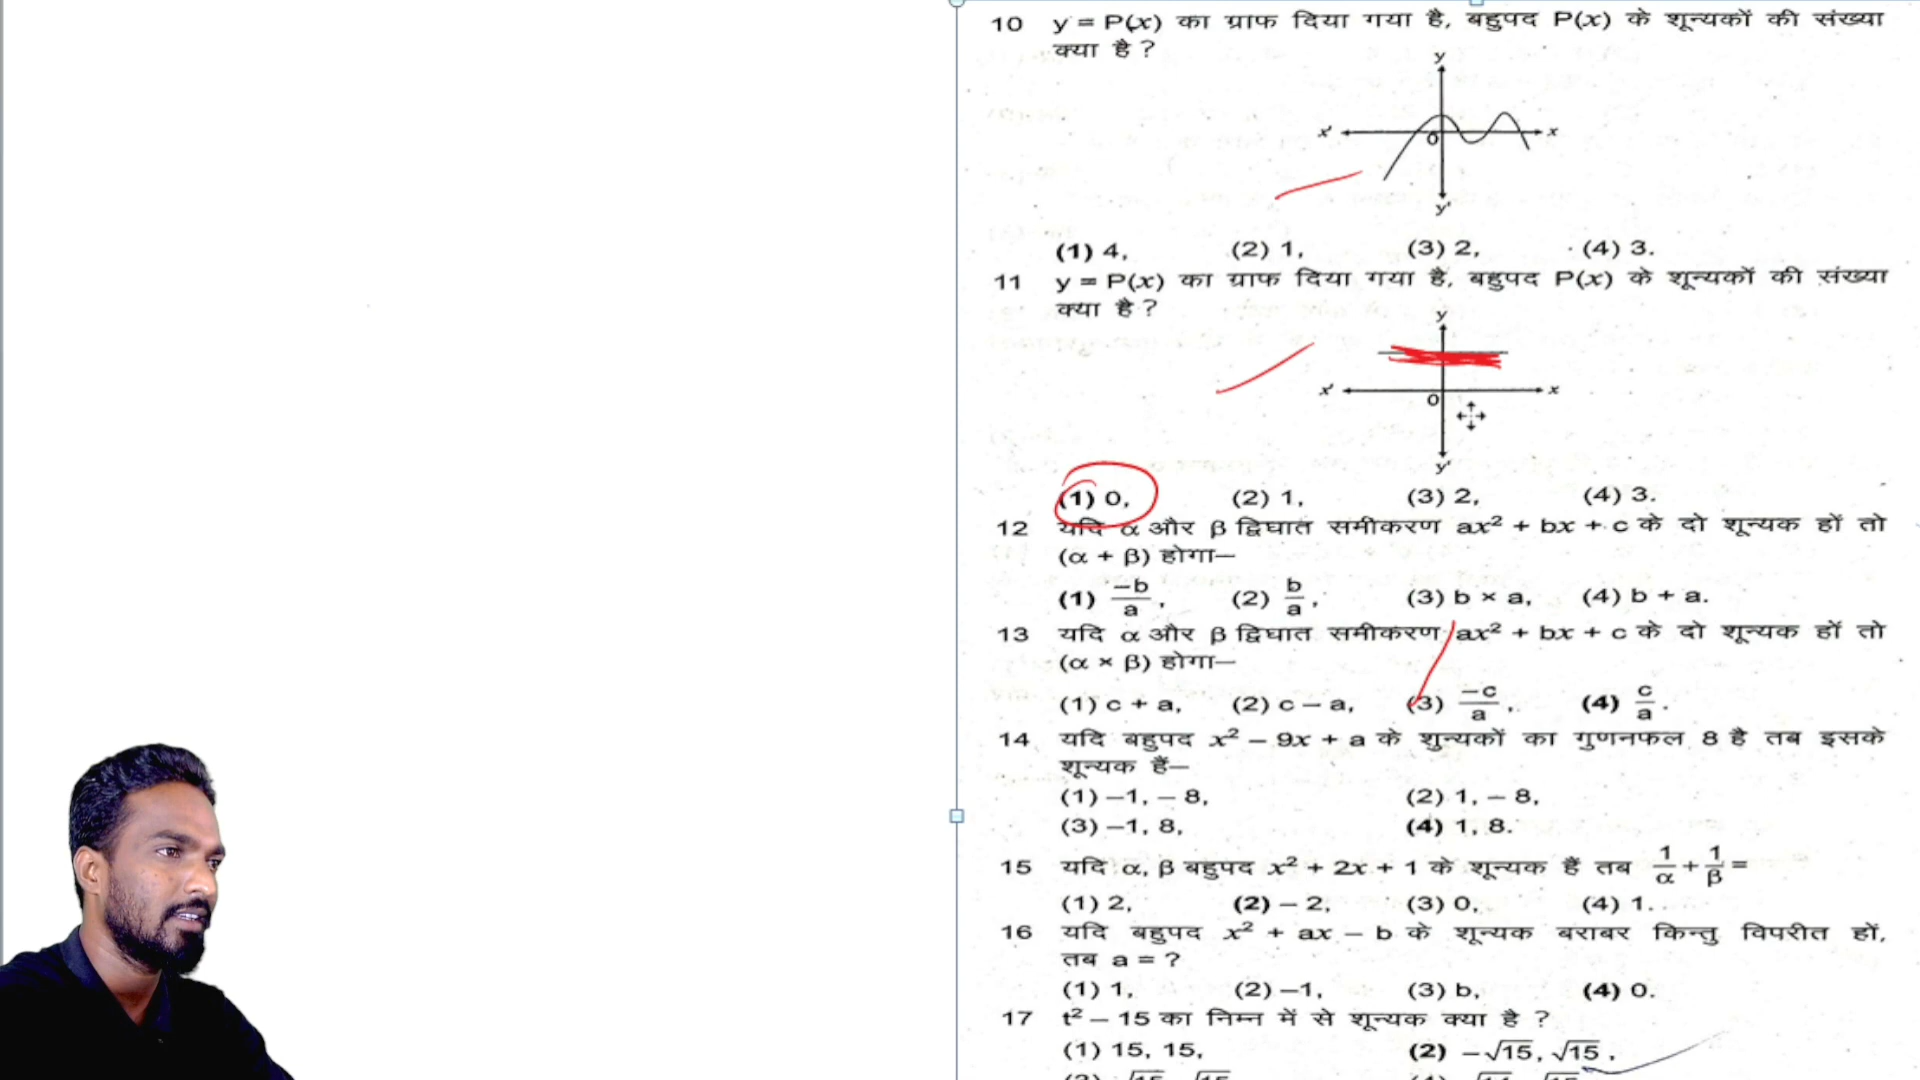 10 y = P(x) का ग्राफ दिया गया है, बहुपद P(x) के शून्यकों की संख्या
क्या है ?
y
x' 0 x
y'
(1) 4, (2) 1, (3) 2, (4) 3.
11 y = P(x) का ग्राफ दिया गया है, बहुपद P(x) के शून्यकों की संख्या
क्या है ?
y
x' 0 x
y'
(1) 0, (2) 1, (3) 2, (4) 3.
12 यदि α और β द्विघात समीकरण ax² + bx + c के दो शून्यक हों तो
(α + β) होगा—
(1) −b/a, (2) b/a, (3) b × a, (4) b + a.
13 यदि α और β द्विघात समीकरण ax² + bx + c के दो शून्यक हों तो
(α × β) होगा—
(1) c + a, (2) c − a, (3) −c/a, (4) c/a.
14 यदि बहुपद x² − 9x + a के शुन्यकों का गुणनफल 8 है तब इसके
शून्यक हैं—
(1) −1, − 8, (2) 1, − 8,
(3) −1, 8, (4) 1, 8.
15 यदि α, β बहुपद x² + 2x + 1 के शून्यक हैं तब 1/α + 1/β =
(1) 2, (2) − 2, (3) 0, (4) 1.
16 यदि बहुपद x² + ax − b के शून्यक बराबर किन्तु विपरीत हों,
तब a = ?
(1) 1, (2) −1, (3) b, (4) 0.
17 t² − 15 का निम्न में से शून्यक क्या है ?
(1) 15, 15, (2) −√15, √15,